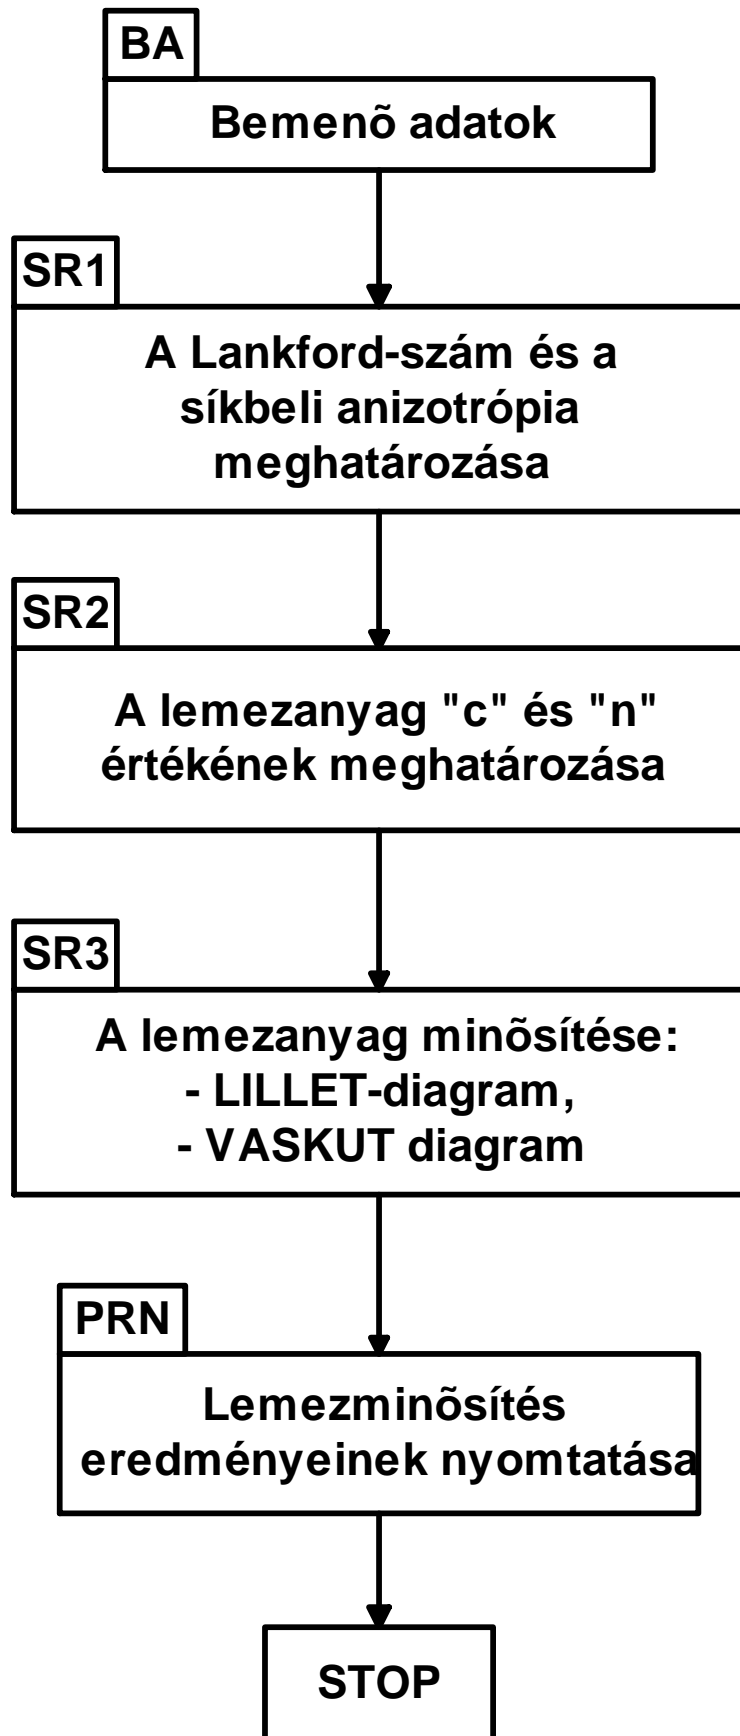 BA
Bemenõ adatok
SR1
A Lankford-szám és a
síkbeli anizotrópia
meghatározása
SR2
A lemezanyag "c" és "n"
értékének meghatározása
SR3
A lemezanyag minõsítése:
- LILLET-diagram,
- VASKUT diagram
PRN
Lemezminõsítés
eredményeinek nyomtatása
STOP